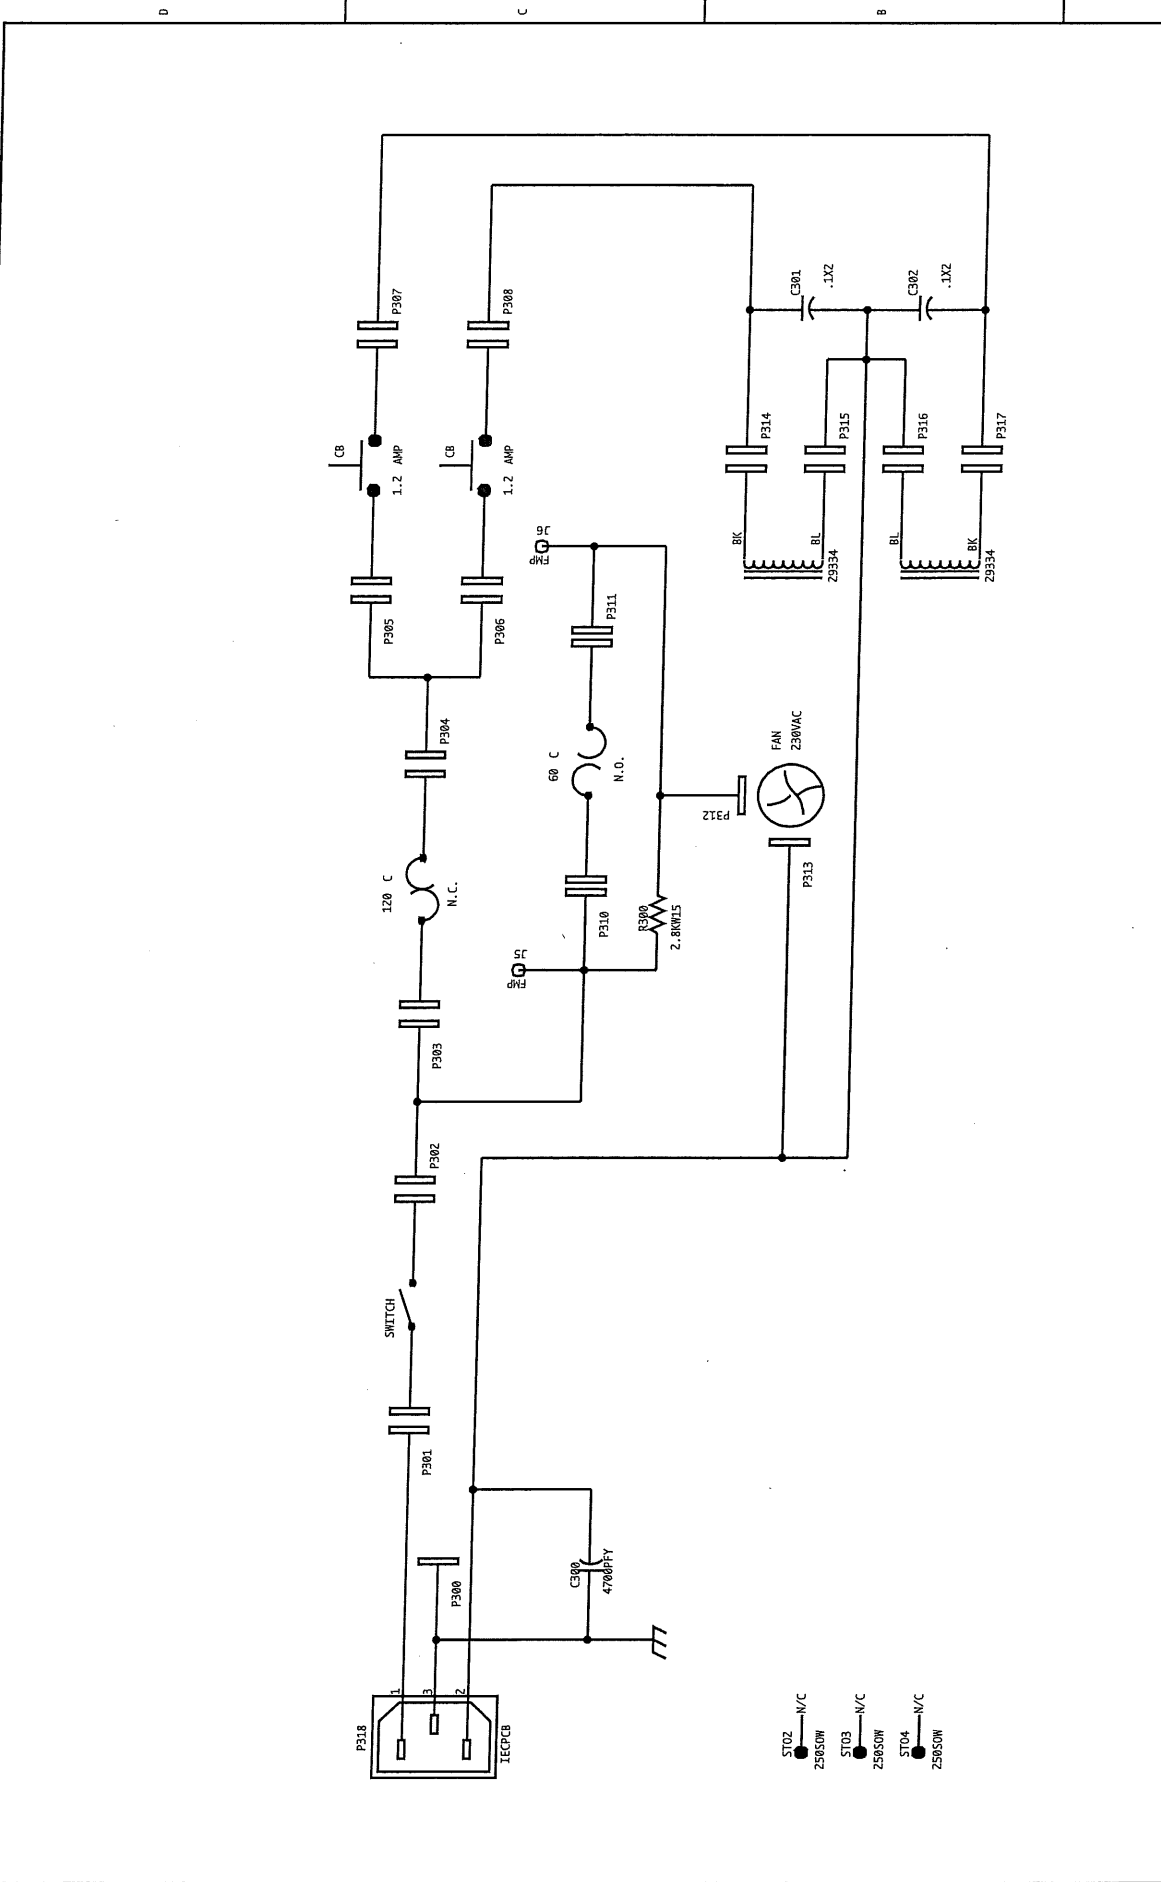 D
C
B
P307
P308
C301
.1X2
C302
.1X2
CB
1.2 AMP
CB
1.2 AMP
P314
P315
P316
P317
BK
BL
BL
BK
29334
29334
J6
FMP
P305
P306
P311
P304
60 C
N.O.
FAN
230VAC
P312
P313
120 C
N.C.
P310
R300
2.8KW15
J5
FMP
P303
P302
SWITCH
P301
C300
4700PFY
P300
1
3
2
P318
IECPCB
ST02
N/C
250SOW
ST03
N/C
250SOW
ST04
N/C
250SOW